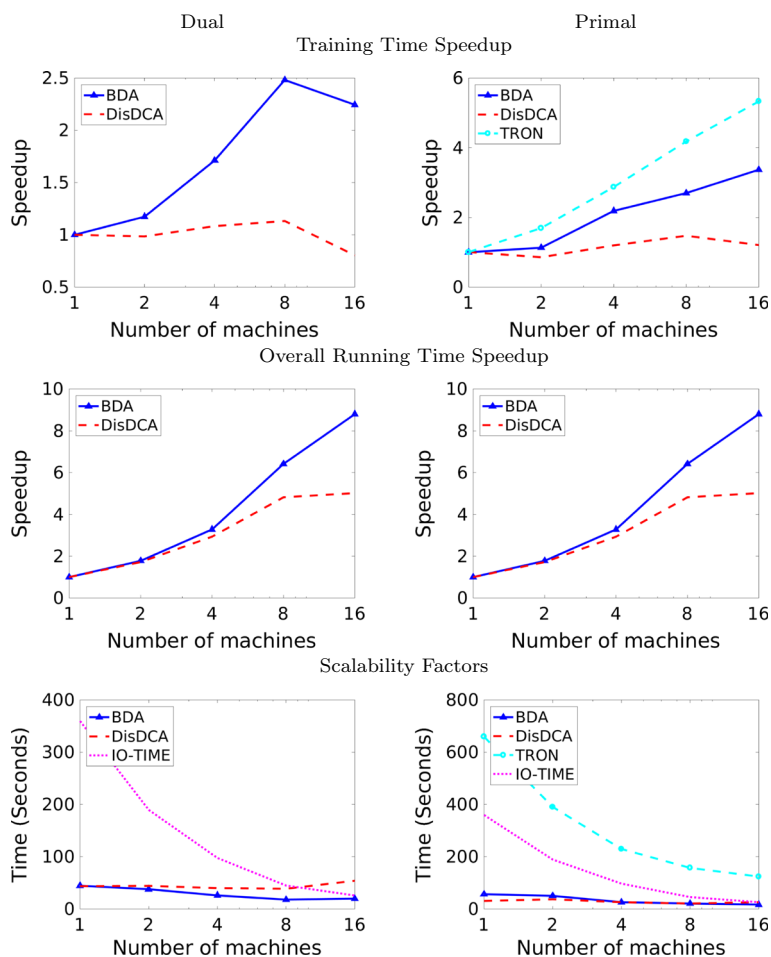 Dual Primal
Training Time Speedup
2.5
2
1.5
1
0.5
Speedup
BDA
DisDCA
1 2 4 8 16
Number of machines
6
4
2
0
Speedup
BDA
DisDCA
TRON
1 2 4 8 16
Number of machines
Overall Running Time Speedup
10
8
6
4
2
0
Speedup
BDA
DisDCA
1 2 4 8 16
Number of machines
10
8
6
4
2
0
Speedup
BDA
DisDCA
1 2 4 8 16
Number of machines
Scalability Factors
400
300
200
100
0
Time (Seconds)
BDA
DisDCA
IO-TIME
1 2 4 8 16
Number of machines
800
600
400
200
0
Time (Seconds)
BDA
DisDCA
TRON
IO-TIME
1 2 4 8 16
Number of machines